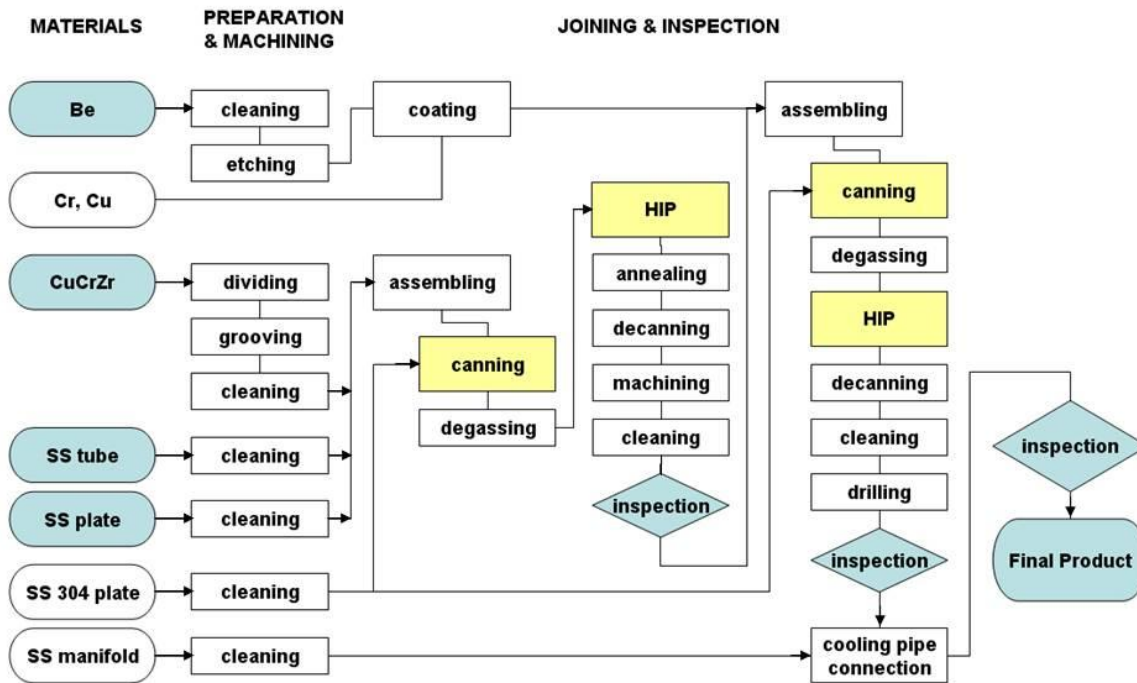 MATERIALS
PREPARATION
& MACHINING
JOINING & INSPECTION
Be
cleaning
etching
coating
assembling
Cr, Cu
canning
degassing
HIP
decanning
cleaning
drilling
inspection
HIP
annealing
decanning
machining
cleaning
inspection
CuCrZr
dividing
grooving
cleaning
assembling
canning
degassing
SS tube
cleaning
SS plate
cleaning
SS 304 plate
cleaning
SS manifold
cleaning
cooling pipe
connection
inspection
Final Product